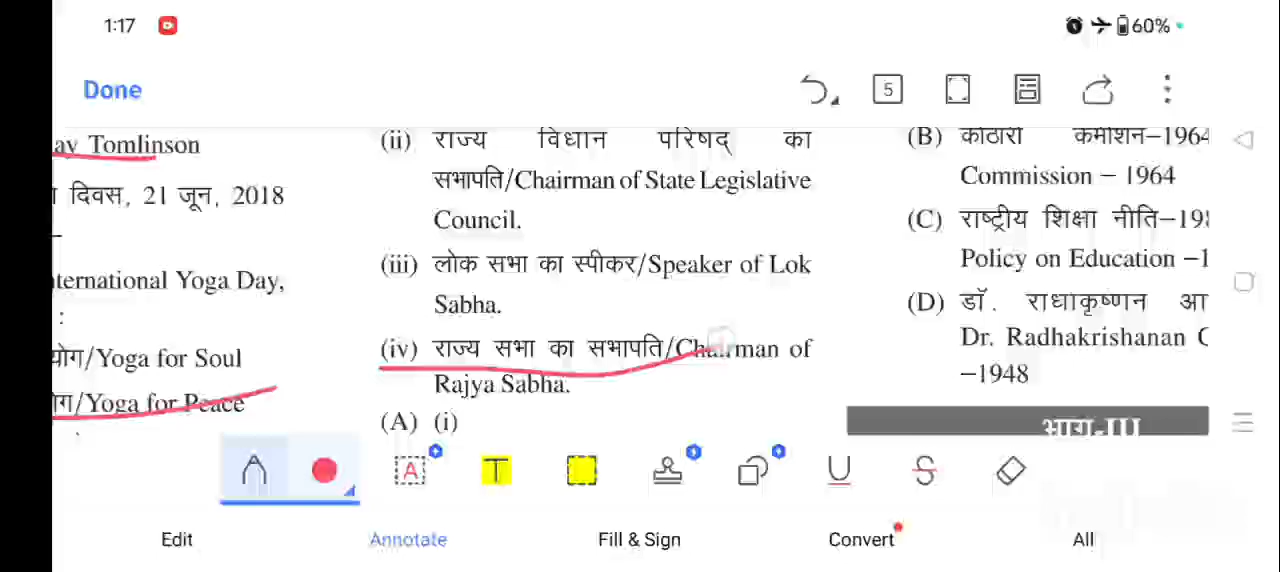 1:17
60%
Done
5
av Tomlinson
दिवस, 21 जून, 2018
nternational Yoga Day,
:
योग/Yoga for Soul
योग/Yoga for Peace
(ii) राज्य विधान परिषद् का
सभापति/Chairman of State Legislative
Council.
(iii) लोक सभा का स्पीकर/Speaker of Lok
Sabha.
(iv) राज्य सभा का सभापति/Chairman of
Rajya Sabha.
(A) (i)
(B) कोठारी कमीशन–1964
Commission – 1964
(C) राष्ट्रीय शिक्षा नीति–19
Policy on Education –1
(D) डॉ. राधाकृष्णन आ
Dr. Radhakrishanan C
–1948
भाग-III
A T U S
Edit Annotate Fill & Sign Convert All